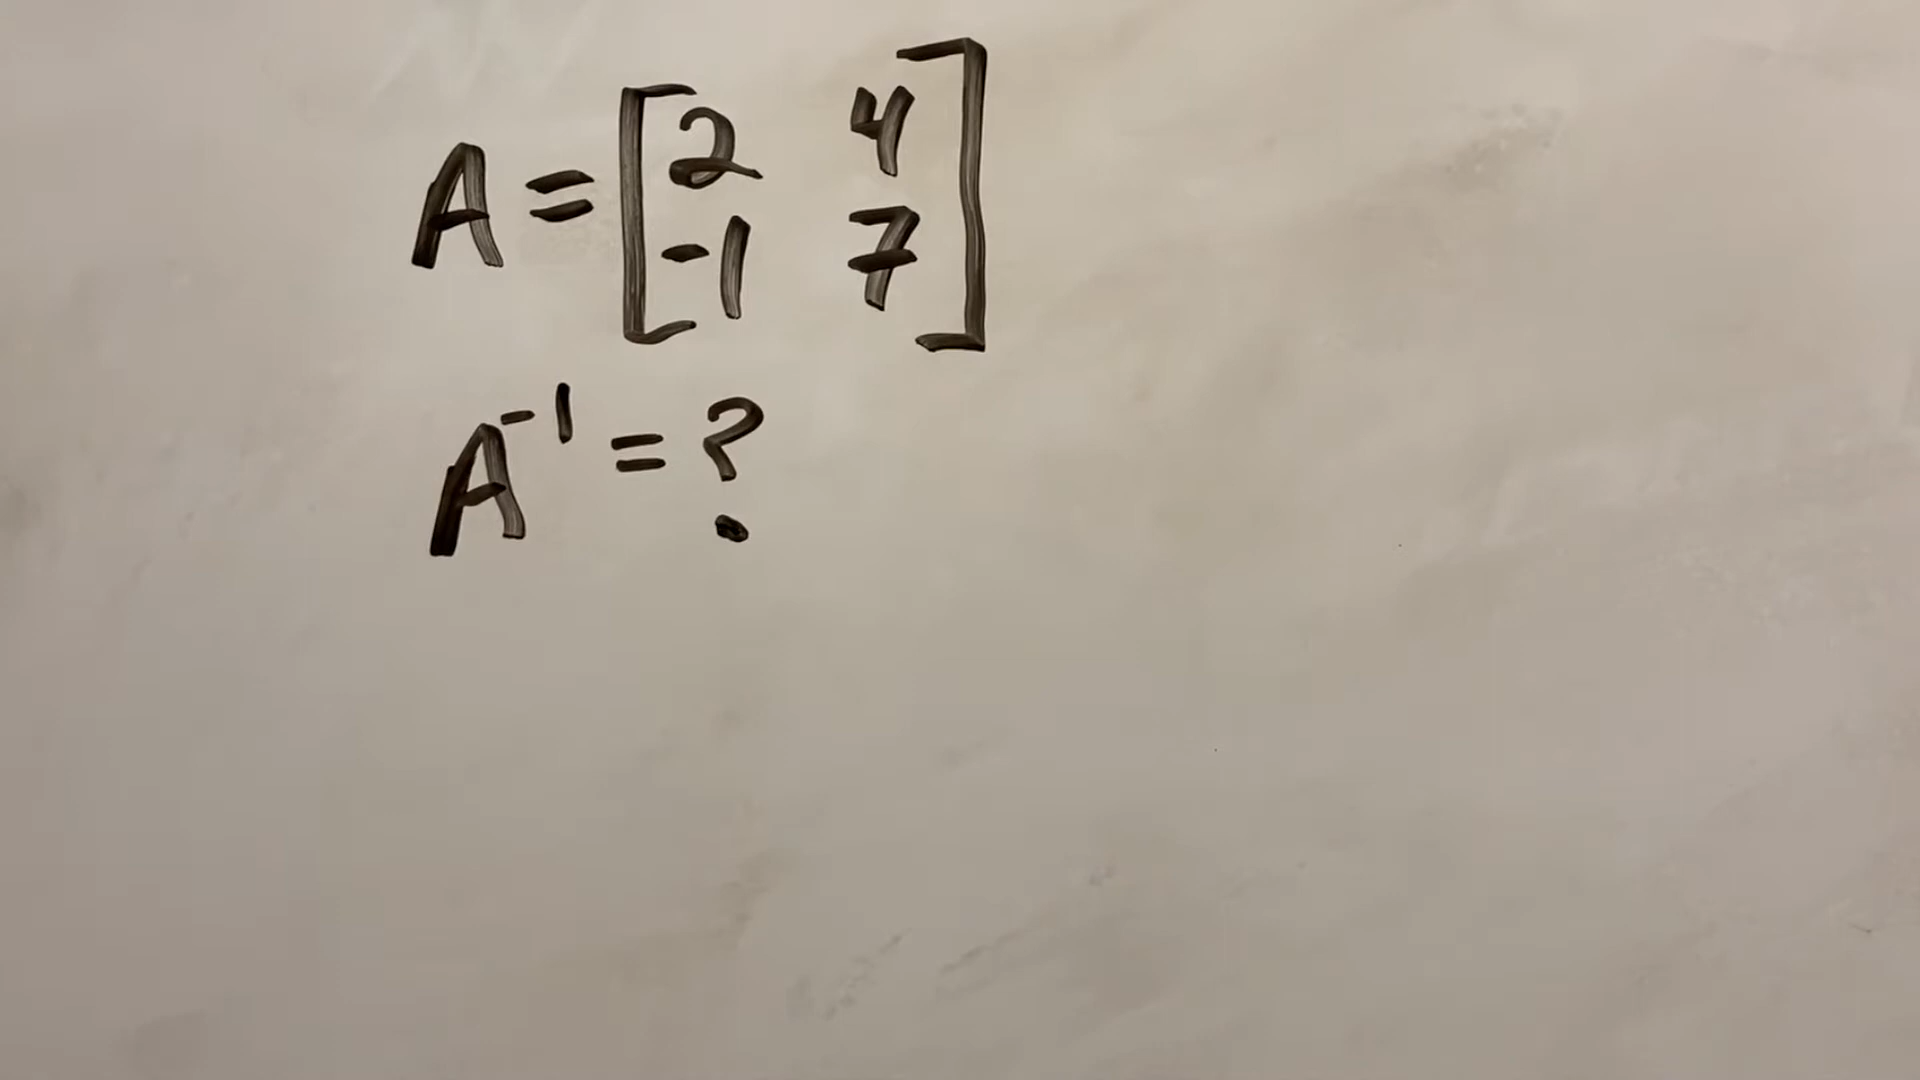 A = [2 4
-1 7]
A⁻¹ = ?